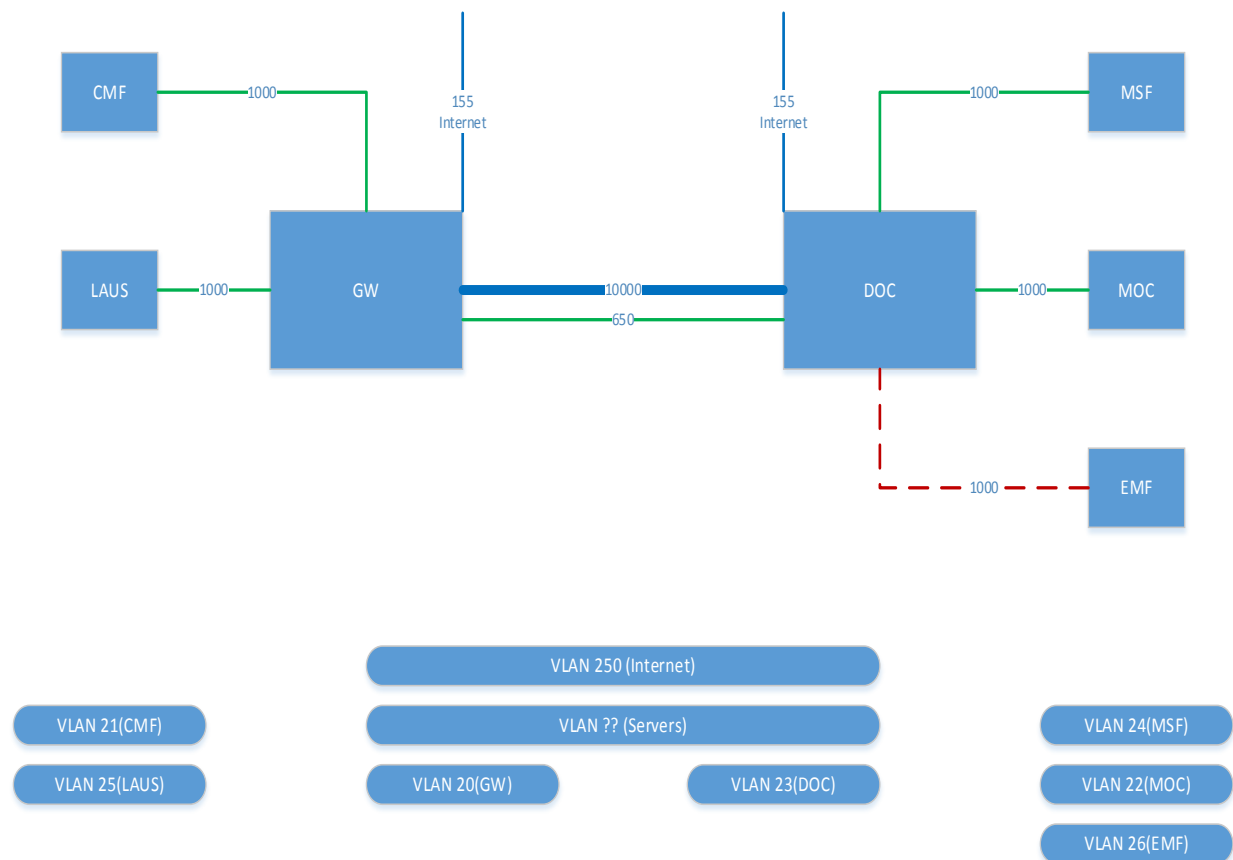 CMF
1000
155
Internet
155
Internet
1000
MSF
LAUS
1000
GW
10000
650
DOC
1000
MOC
1000
EMF
VLAN 250 (Internet)
VLAN 21(CMF)
VLAN ?? (Servers)
VLAN 24(MSF)
VLAN 25(LAUS)
VLAN 20(GW)
VLAN 23(DOC)
VLAN 22(MOC)
VLAN 26(EMF)